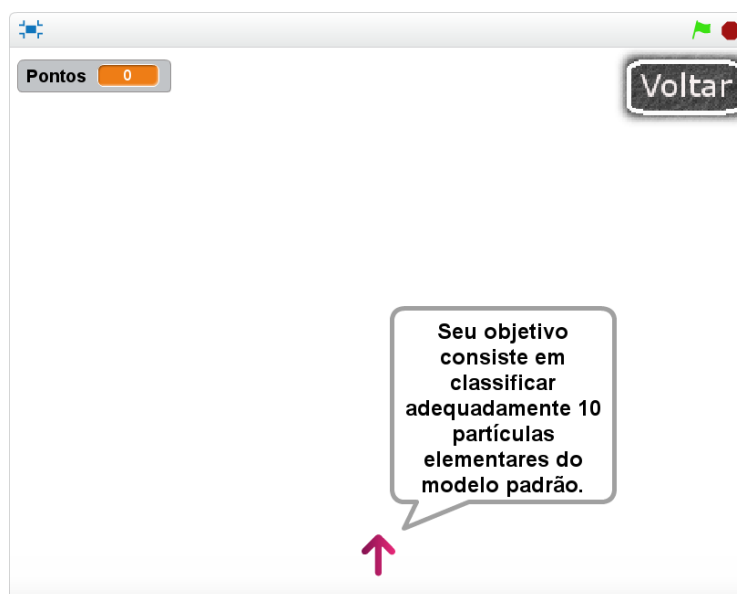 Pontos 0
Voltar
Seu objetivo
consiste em
classificar
adequadamente 10
partículas
elementares do
modelo padrão.